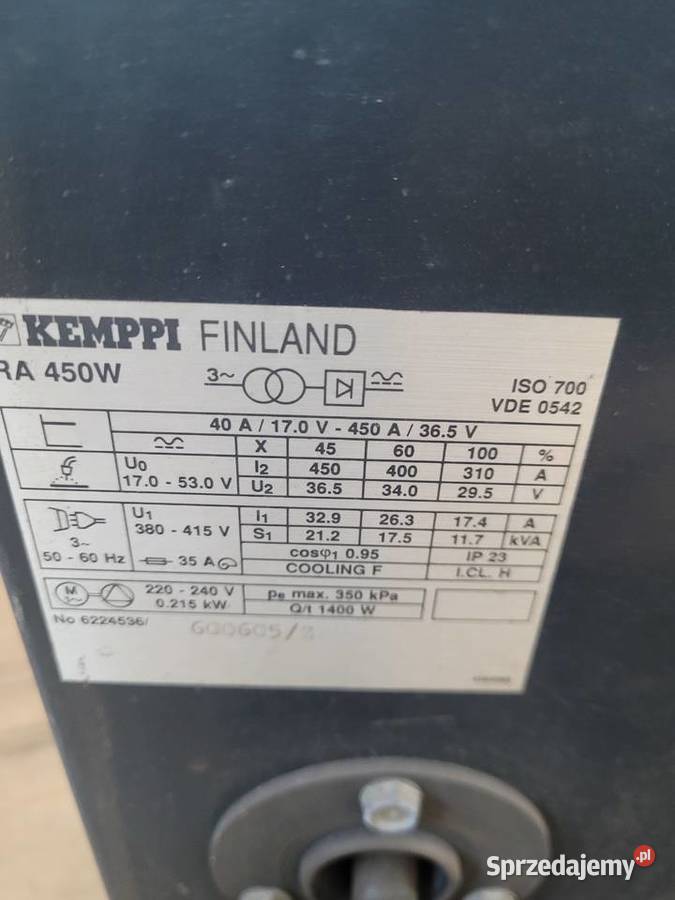 KEMPPI FINLAND
RA 450W
3~
ISO 700
VDE 0542
40 A / 17.0 V - 450 A / 36.5 V
X 45 60 100 %
U0 17.0 - 53.0 V
I2 450 400 310 A
U2 36.5 34.0 29.5 V
U1 380 - 415 V
3~ 50 - 60 Hz
35 A
I1 32.9 26.3 17.4 A
S1 21.2 17.5 11.7 kVA
cosφ1 0.95 IP 23
COOLING F I.CL. H
M 220 - 240 V
0.215 kW
pe max. 350 kPa
Q/t 1400 W
No 6224536/
Sprzedajemy.pl